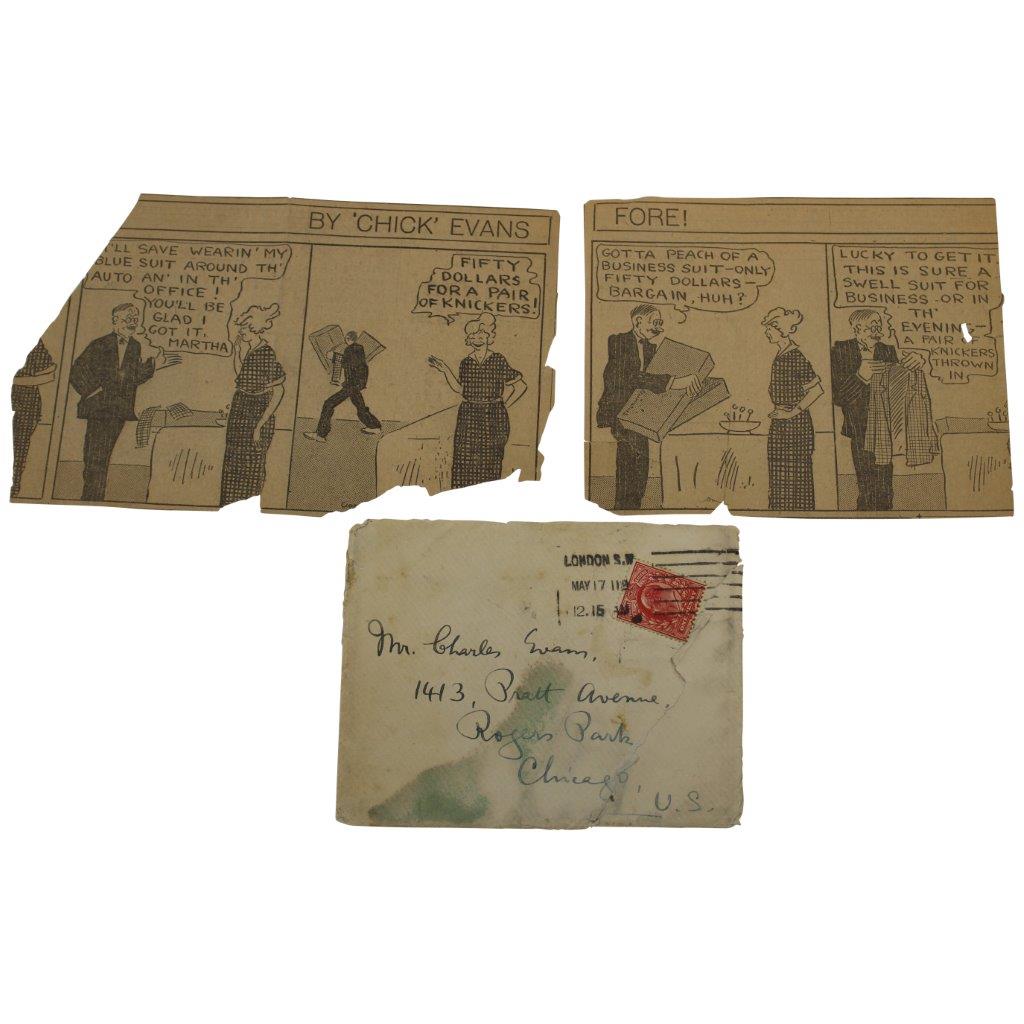 BY 'CHICK' EVANS
'LL SAVE WEARIN' MY
BLUE SUIT AROUND TH'
AUTO AN' IN TH'
OFFICE!
YOU'LL BE
GLAD I
GOT IT,
MARTHA
FIFTY
DOLLARS
FOR A PAIR
OF KNICKERS!
FORE!
GOTTA PEACH OF A
BUSINESS SUIT-ONLY
FIFTY DOLLARS-
BARGAIN, HUH?
LUCKY TO GET IT
THIS IS SURE A
SWELL SUIT FOR
BUSINESS-OR IN
TH'
EVENING-
A PAIR
KNICKERS
THROWN
IN
LONDON S.W
MAY 17
12.15
Mr. Charles Evans,
1413, Pratt Avenue,
Rogers Park,
Chicago,
U.S.